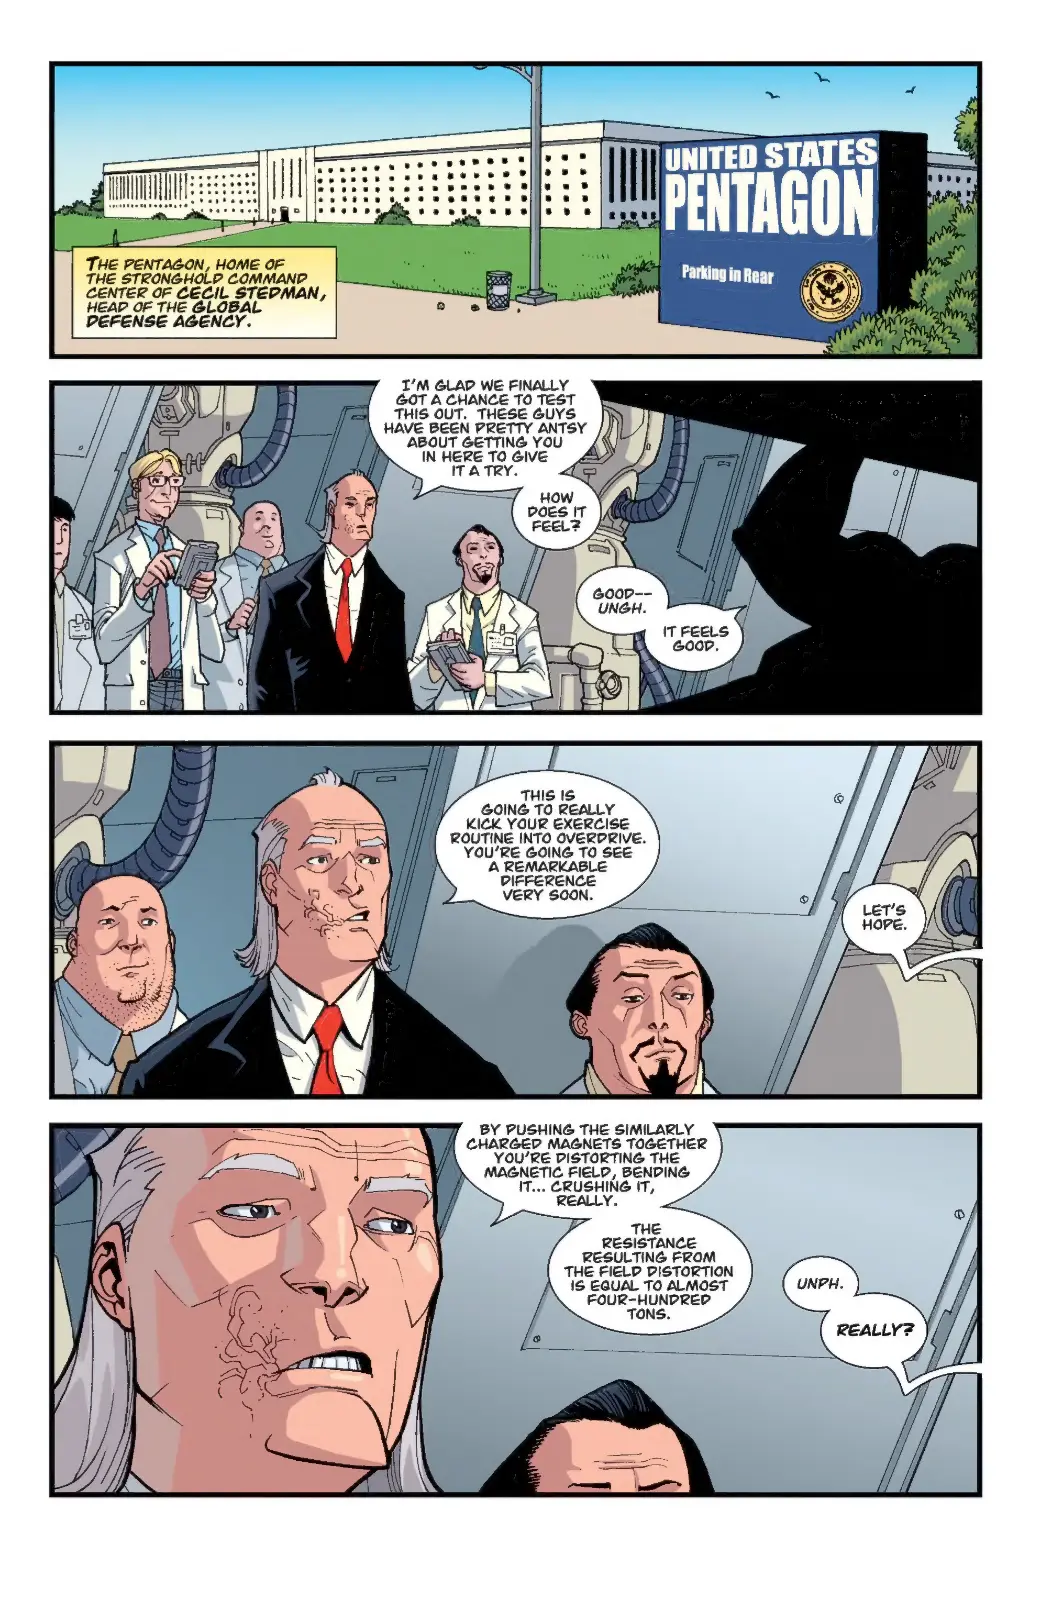 UNITED STATES
PENTAGON
Parking in Rear
THE PENTAGON, HOME OF
THE STRONGHOLD COMMAND
CENTER OF CECIL STEDMAN,
HEAD OF THE GLOBAL
DEFENSE AGENCY.
I'M GLAD WE FINALLY
GOT A CHANCE TO TEST
THIS OUT. THESE GUYS
HAVE BEEN PRETTY ANTSY
ABOUT GETTING YOU
IN HERE TO GIVE
IT A TRY.
HOW
DOES IT
FEEL?
GOOD--
UNGH.
IT FEELS
GOOD.
THIS IS
GOING TO REALLY
KICK YOUR EXERCISE
ROUTINE INTO OVERDRIVE.
YOU'RE GOING TO SEE
A REMARKABLE
DIFFERENCE
VERY SOON.
LET'S
HOPE.
BY PUSHING THE SIMILARLY
CHARGED MAGNETS TOGETHER
YOU'RE DISTORTING THE
MAGNETIC FIELD, BENDING
IT... CRUSHING IT,
REALLY.
THE
RESISTANCE
RESULTING FROM
THE FIELD DISTORTION
IS EQUAL TO ALMOST
FOUR-HUNDRED
TONS.
UNPH.
REALLY?